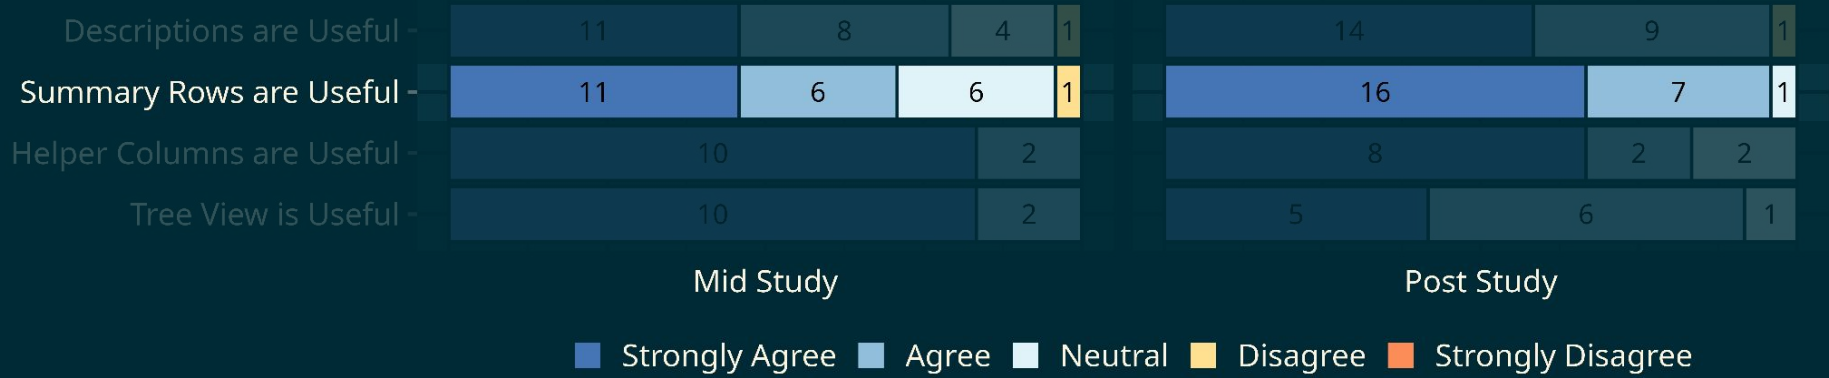 Descriptions are Useful 11 8 4 1 14 9 1
Summary Rows are Useful 11 6 6 1 16 7 1
Helper Columns are Useful 10 2 8 2 2
Tree View is Useful 10 2 5 6 1
Mid Study Post Study
Strongly Agree Agree Neutral Disagree Strongly Disagree